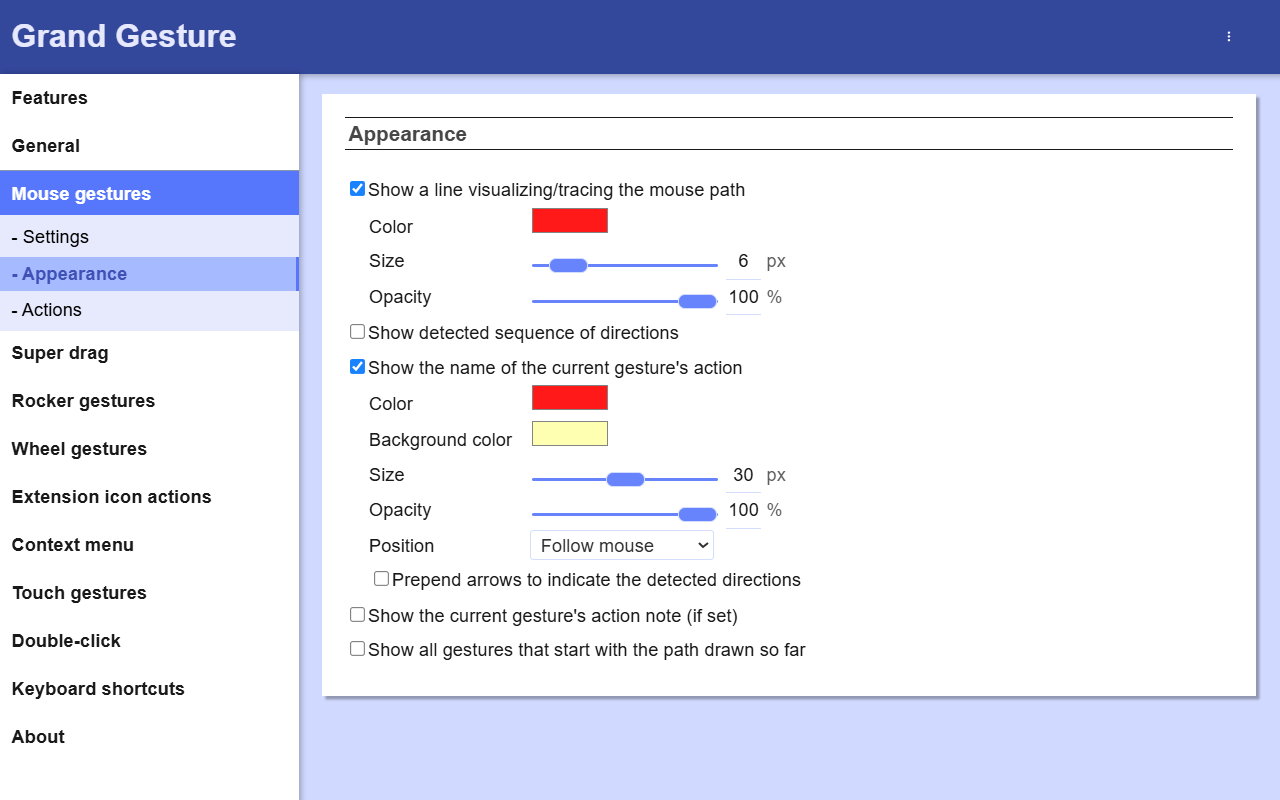 Grand Gesture
Features
General
Mouse gestures
- Settings
- Appearance
- Actions
Super drag
Rocker gestures
Wheel gestures
Extension icon actions
Context menu
Touch gestures
Double-click
Keyboard shortcuts
About
Appearance
Show a line visualizing/tracing the mouse path
Color
Size 6 px
Opacity 100 %
Show detected sequence of directions
Show the name of the current gesture's action
Color
Background color
Size 30 px
Opacity 100 %
Position Follow mouse
Prepend arrows to indicate the detected directions
Show the current gesture's action note (if set)
Show all gestures that start with the path drawn so far